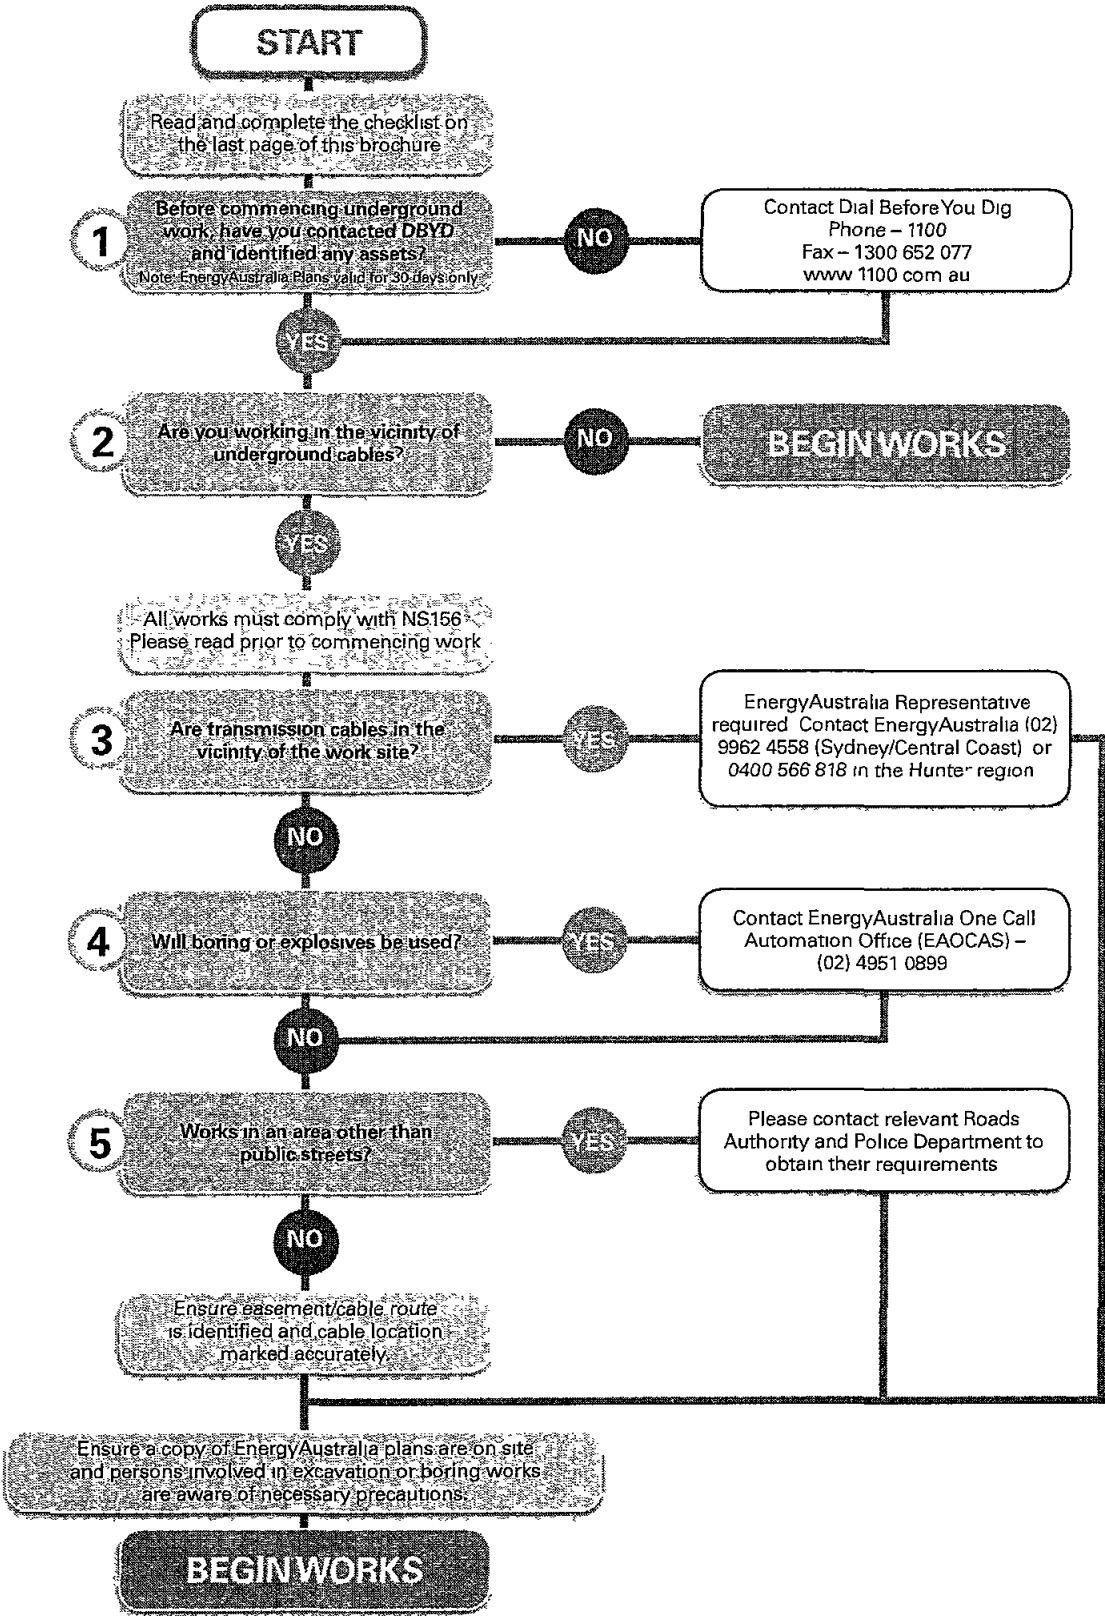 START
Read and complete the checklist on
the last page of this brochure
1
Before commencing underground
work, have you contacted DBYD
and identified any assets?
Note: EnergyAustralia Plans valid for 30 days only
NO
Contact Dial Before You Dig
Phone – 1100
Fax – 1300 652 077
www 1100 com au
YES
2
Are you working in the vicinity of
underground cables?
NO
BEGIN WORKS
YES
All works must comply with NS156
Please read prior to commencing work
3
Are transmission cables in the
vicinity of the work site?
YES
EnergyAustralia Representative
required Contact EnergyAustralia (02)
9962 4558 (Sydney/Central Coast) or
0400 566 818 in the Hunter region
NO
4
Will boring or explosives be used?
YES
Contact EnergyAustralia One Call
Automation Office (EAOCAS) –
(02) 4951 0899
NO
5
Works in an area other than
public streets?
YES
Please contact relevant Roads
Authority and Police Department to
obtain their requirements
NO
Ensure easement/cable route
is identified and cable location
marked accurately.
Ensure a copy of EnergyAustralia plans are on site
and persons involved in excavation or boring works
are aware of necessary precautions.
BEGIN WORKS